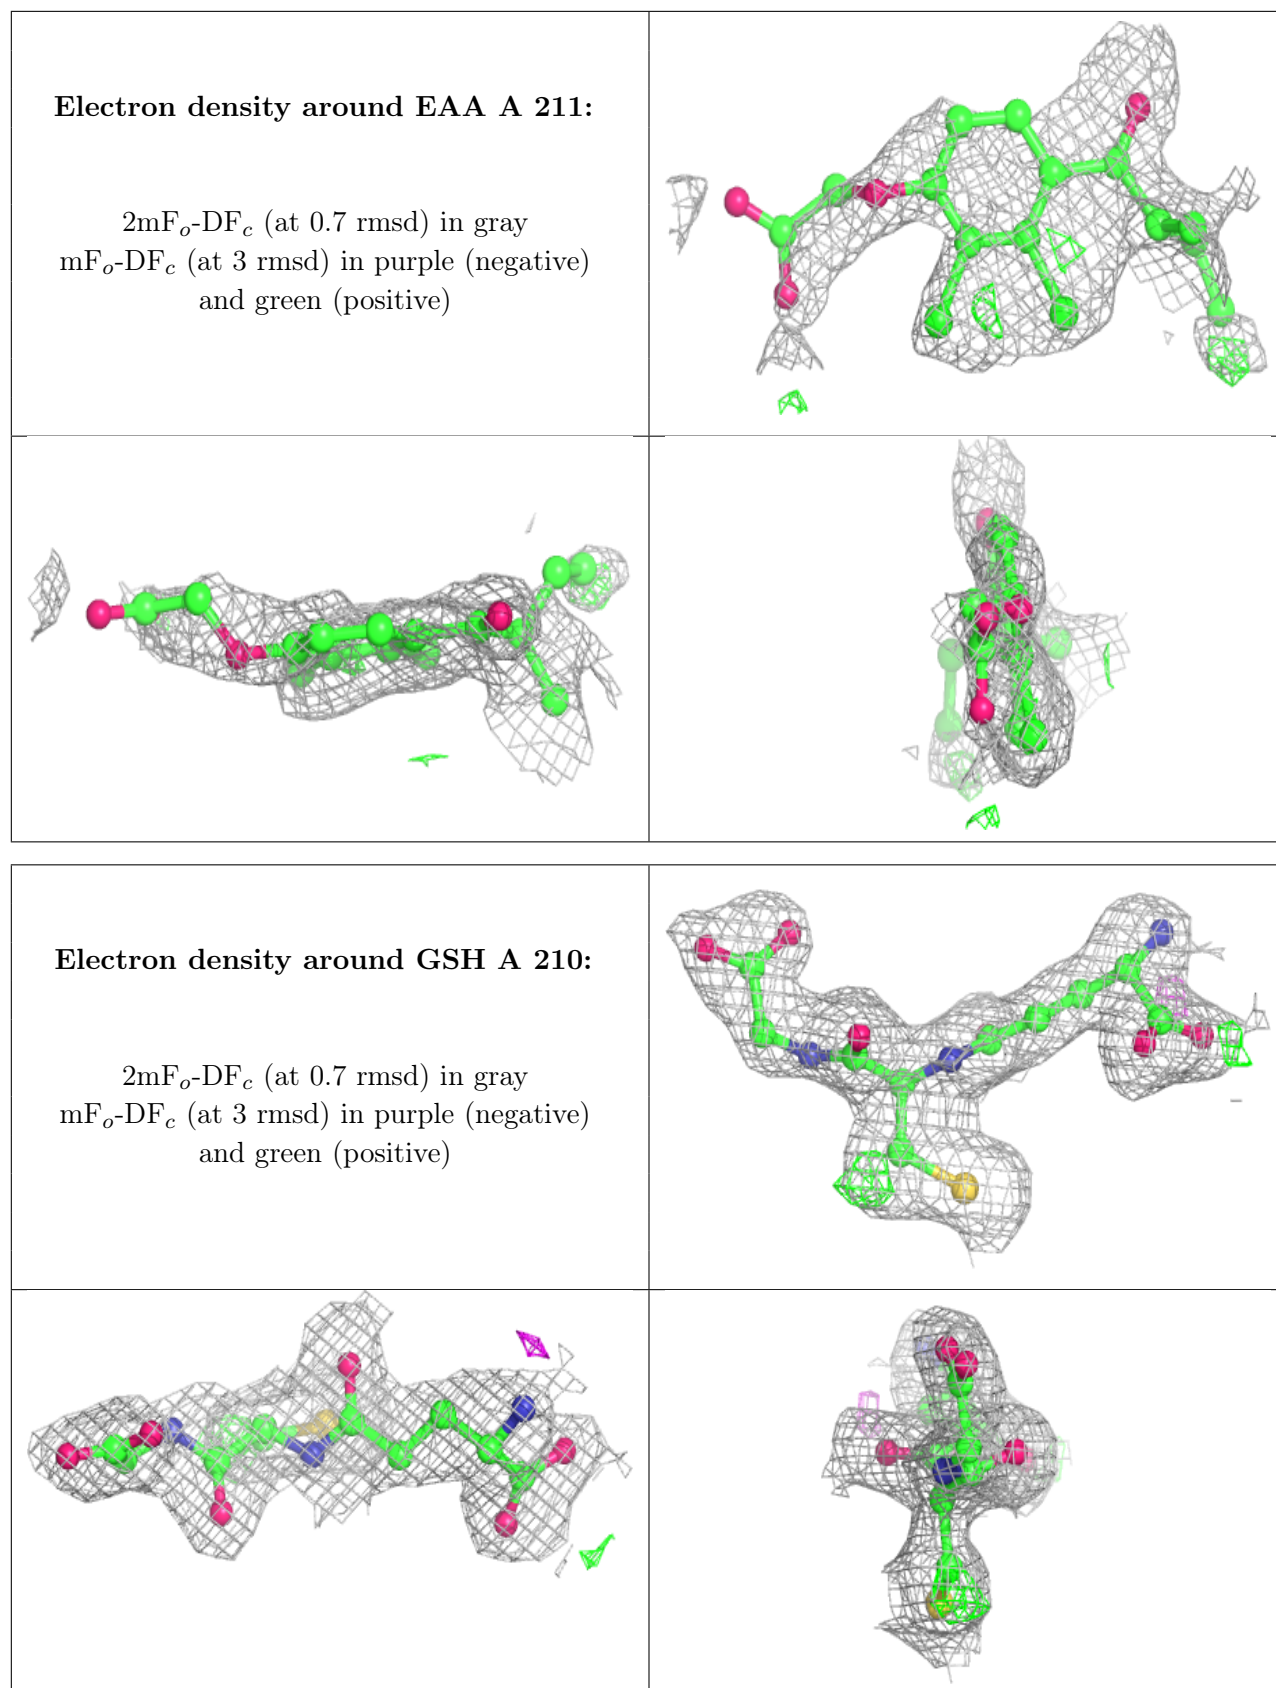 Electron density around EAA A 211:
2mFo-DFc (at 0.7 rmsd) in gray
mFo-DFc (at 3 rmsd) in purple (negative)
and green (positive)
Electron density around GSH A 210:
2mFo-DFc (at 0.7 rmsd) in gray
mFo-DFc (at 3 rmsd) in purple (negative)
and green (positive)